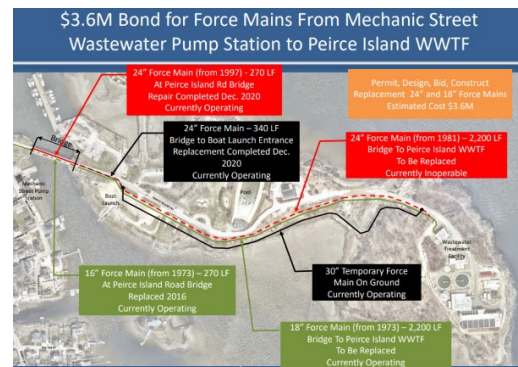 $3.6M Bond for Force Mains From Mechanic Street
Wastewater Pump Station to Peirce Island WWTF
24" Force Main (from 1997) - 270 LF
At Peirce Island Rd Bridge
Repair Completed Dec. 2020
Currently Operating
Permit, Design, Bid, Construct
Replacement 24" and 18" Force Mains
Estimated Cost $3.6M
24" Force Main – 340 LF
Bridge to Boat Launch Entrance
Replacement Completed Dec.
2020
Currently Operating
24" Force Main (from 1981) – 2,200 LF
Bridge To Peirce Island WWTF
To Be Replaced
Currently Inoperable
Bridge
Mechanic
Street Pump
Station
Boat
Launch
Pool
Wastewater
Treatment
Facility
16" Force Main (from 1973) – 270 LF
At Peirce Island Road Bridge
Replaced 2016
Currently Operating
30" Temporary Force
Main On Ground
Currently Operating
18" Force Main (from 1973) – 2,200 LF
Bridge To Peirce Island WWTF
To Be Replaced
Currently Operating